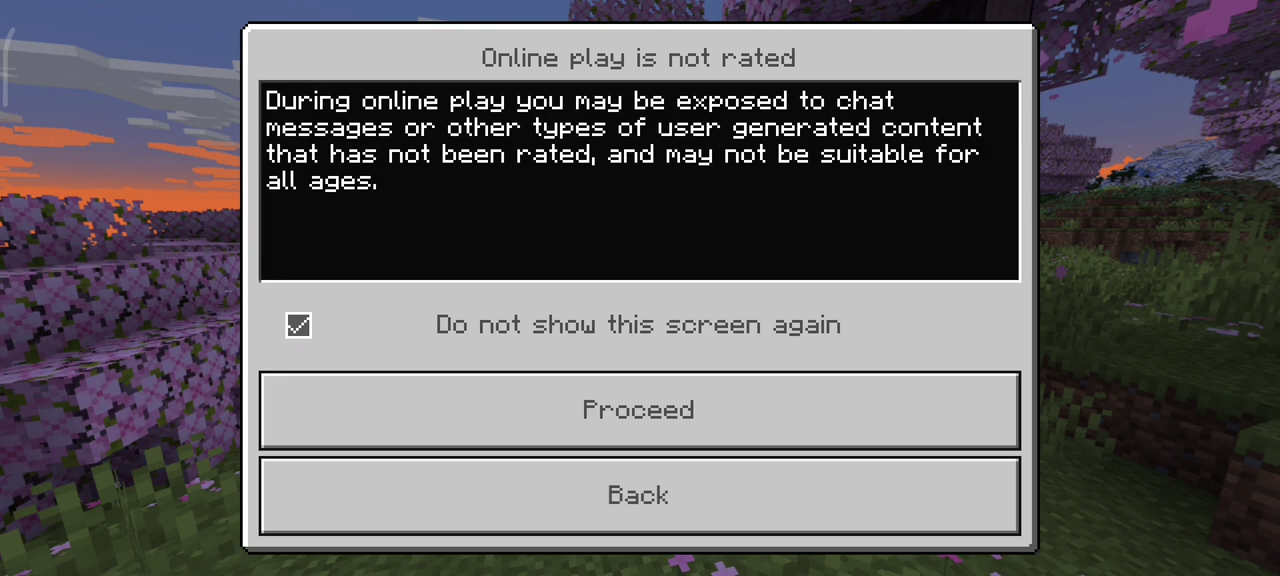 Online play is not rated
During online play you may be exposed to chat
messages or other types of user generated content
that has not been rated, and may not be suitable for
all ages.
Do not show this screen again
Proceed
Back